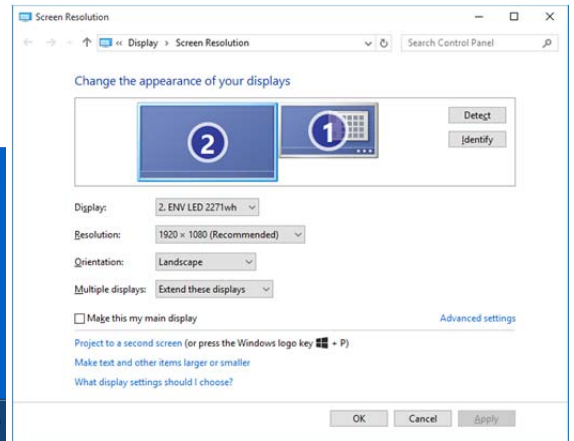 Screen Resolution
« Display › Screen Resolution
Search Control Panel
Change the appearance of your displays
2
1
Detect
Identify
Display: 2. ENV LED 2271wh
Resolution: 1920 × 1080 (Recommended)
Orientation: Landscape
Multiple displays: Extend these displays
Make this my main display
Advanced settings
Project to a second screen (or press the Windows logo key + P)
Make text and other items larger or smaller
What display settings should I choose?
OK Cancel Apply